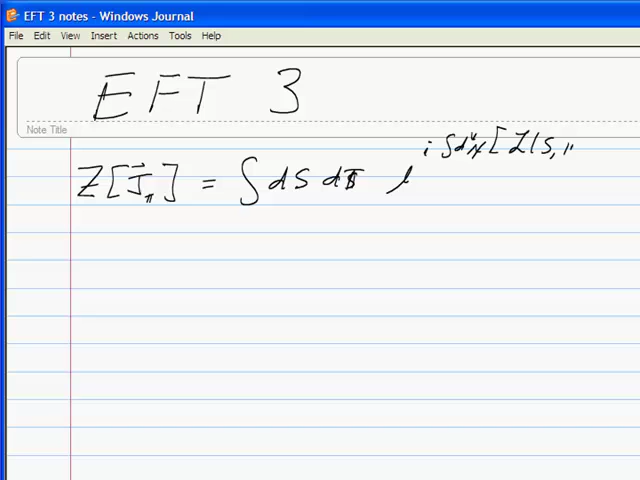 EFT 3 notes - Windows Journal
File Edit View Insert Actions Tools Help
EFT 3
Note Title
i ∫d⁴x [ ℒ(S, π
Z[J⃗_π] = ∫ dS dπ⃗ e